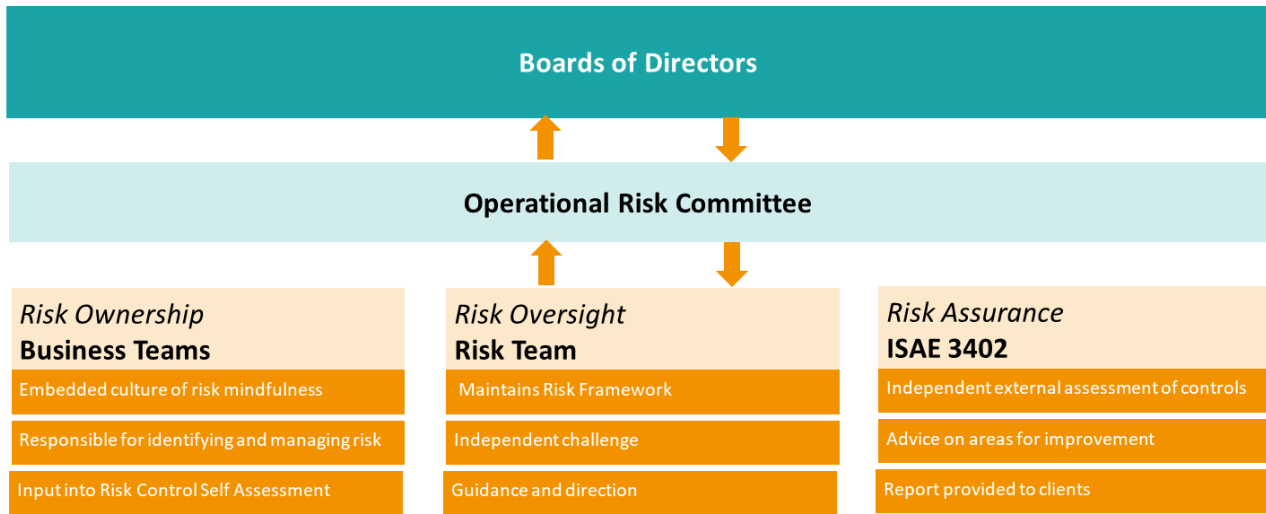 Boards of Directors
Operational Risk Committee
Risk Ownership
Business Teams
Embedded culture of risk mindfulness
Responsible for identifying and managing risk
Input into Risk Control Self Assessment
Risk Oversight
Risk Team
Maintains Risk Framework
Independent challenge
Guidance and direction
Risk Assurance
ISAE 3402
Independent external assessment of controls
Advice on areas for improvement
Report provided to clients